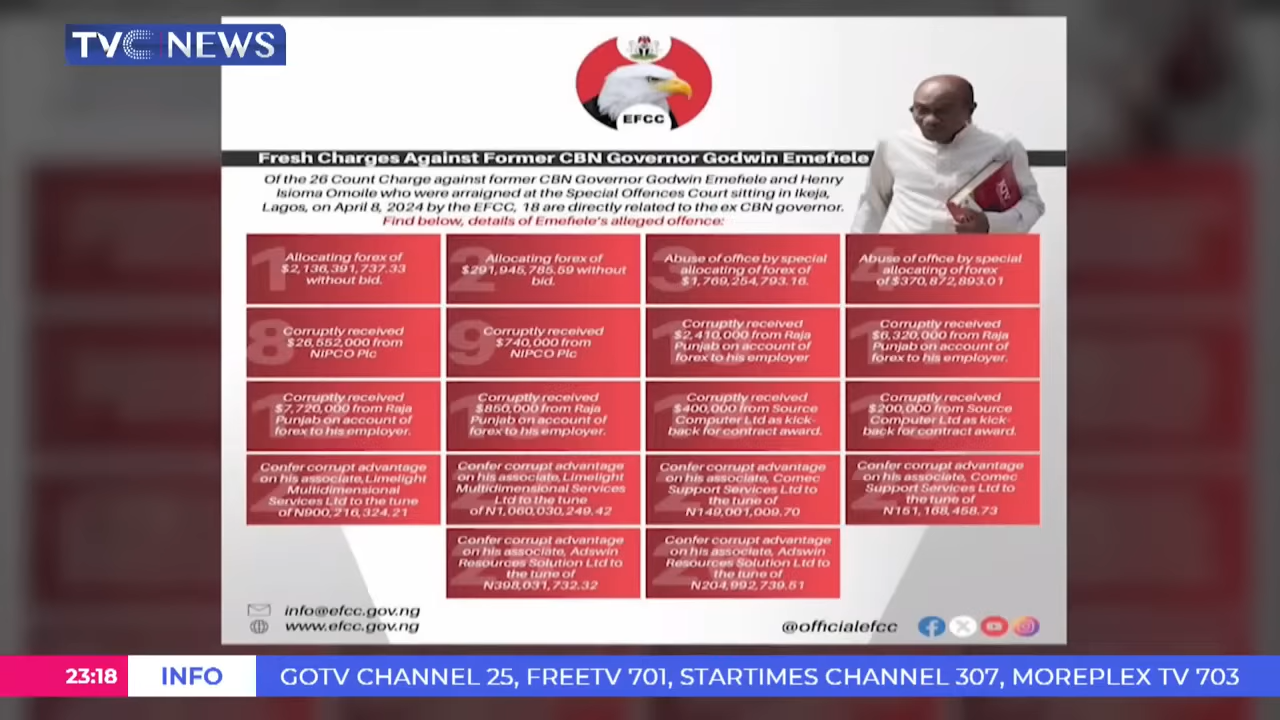 TVC NEWS
EFCC
Fresh Charges Against Former CBN Governor Godwin Emefiele
Of the 26 Count Charge against former CBN Governor Godwin Emefiele and Henry
Isioma Omoile who were arraigned at the Special Offences Court sitting in Ikeja,
Lagos, on April 8, 2024 by the EFCC, 18 are directly related to the ex CBN governor.
Find below, details of Emefiele's alleged offence:
1
Allocating forex of
$2,136,391,737.33
without bid.
2
Allocating forex of
$291,945,785.59 without
bid.
3
Abuse of office by special
allocating of forex of
$1,769,254,793.16.
4
Abuse of office by special
allocating of forex
of $370,872,893.01
8
Corruptly received
$26,552,000 from
NIPCO Plc
9
Corruptly received
$740,000 from
NIPCO Plc
Corruptly received
$2,410,000 from Raja
Punjab on account of
forex to his employer
Corruptly received
$6,320,000 from Raja
Punjab on account of
forex to his employer.
Corruptly received
$7,720,000 from Raja
Punjab on account of
forex to his employer.
Corruptly received
$850,000 from Raja
Punjab on account of
forex to his employer.
Corruptly received
$400,000 from Source
Computer Ltd as kick-
back for contract award.
Corruptly received
$200,000 from Source
Computer Ltd as kick-
back for contract award.
Confer corrupt advantage
on his associate, Limelight
Multidimensional
Services Ltd to the tune
of N900,216,324.21
Confer corrupt advantage
on his associate, Limelight
Multidimensional Services
Ltd to the tune
of N1,060,030,249.42
Confer corrupt advantage
on his associate, Comec
Support Services Ltd to
the tune of
N149,001,009.70
Confer corrupt advantage
on his associate, Comec
Support Services Ltd to
the tune of
N151,168,458.73
Confer corrupt advantage
on his associate, Adswin
Resources Solution Ltd to
the tune of
N398,031,732.32
Confer corrupt advantage
on his associate, Adswin
Resources Solution Ltd to
the tune of
N204,992,739.51
info@efcc.gov.ng
www.efcc.gov.ng
@officialefcc
23:18 INFO GOTV CHANNEL 25, FREETV 701, STARTIMES CHANNEL 307, MOREPLEX TV 703